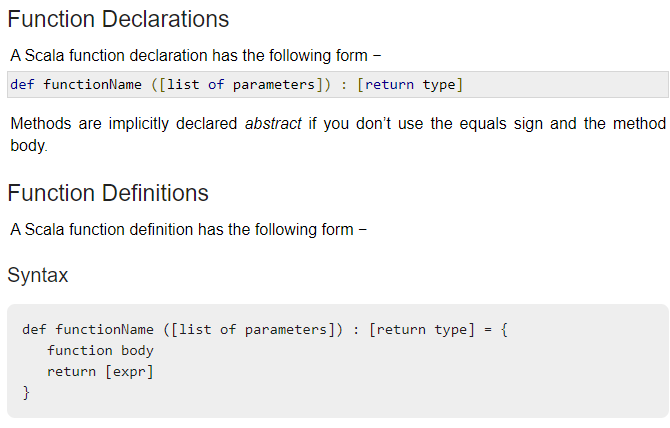 Function Declarations
A Scala function declaration has the following form −
def functionName ([list of parameters]) : [return type]
Methods are implicitly declared abstract if you don’t use the equals sign and the method
body.
Function Definitions
A Scala function definition has the following form −
Syntax
def functionName ([list of parameters]) : [return type] = {
   function body
   return [expr]
}